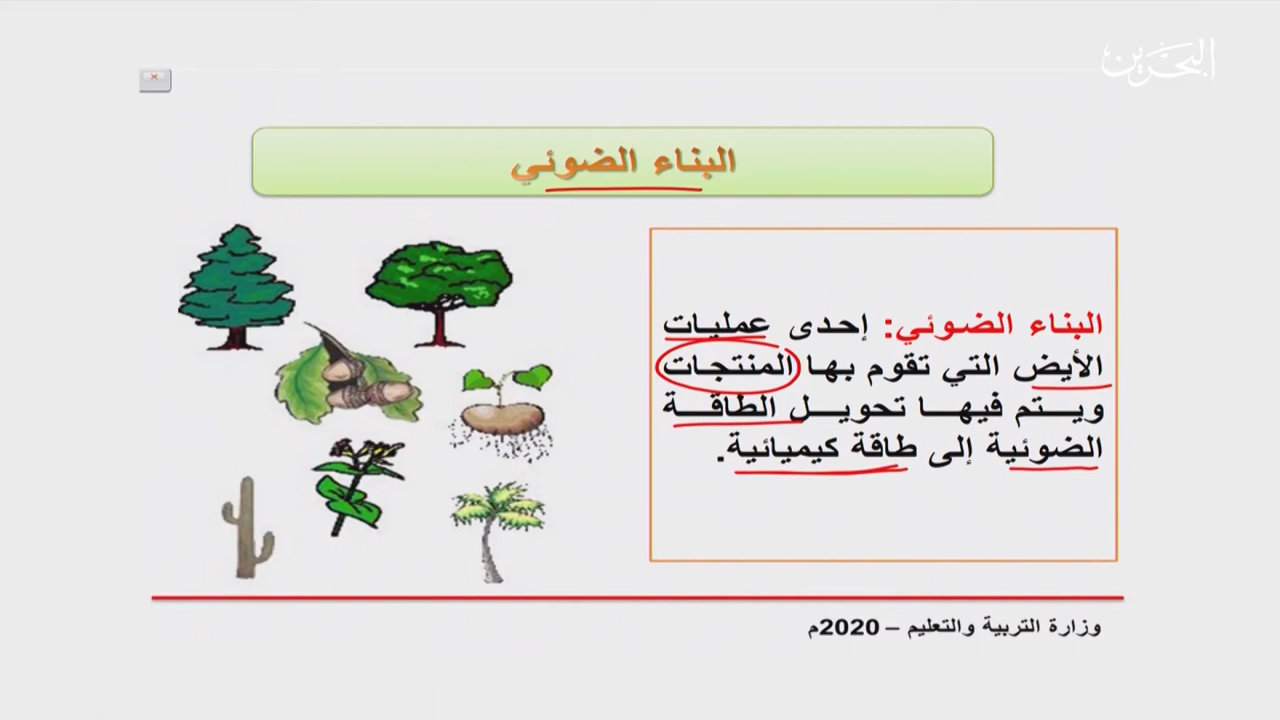 البحرين
البناء الضوئي
البناء الضوئي: إحدى عمليات
الأيض التي تقوم بها المنتجات
ويتم فيها تحويل الطاقة
الضوئية إلى طاقة كيميائية.
وزارة التربية والتعليم – 2020م